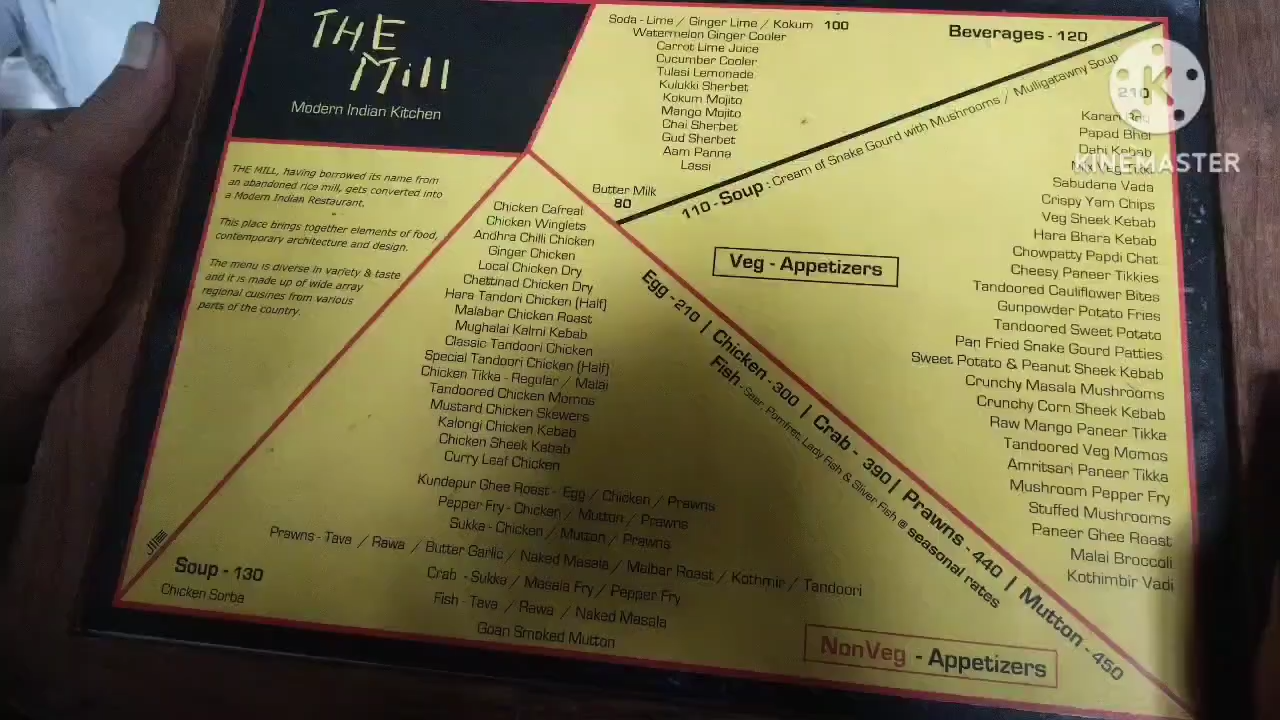 THE
Mill
Modern Indian Kitchen
THE MILL, having borrowed its name from
an abandoned rice mill, gets converted into
a Modern Indian Restaurant.
This place brings together elements of food,
contemporary architecture and design.
The menu is diverse in variety & taste
and it is made up of wide array
regional cuisines from various
parts of the country.
Beverages - 120
Soda - Lime / Ginger Lime / Kokum 100
Watermelon Ginger Cooler
Carrot Lime Juice
Cucumber Cooler
Tulasi Lemonade
Kulukki Sherbet
Kokum Mojito
Mango Mojito
Chai Sherbet
Gud Sherbet
Aam Panna
Lassi
Butter Milk
80
110 - Soup : Cream of Snake Gourd with Mushrooms / Mulligatawny Soup
Veg - Appetizers
210
KINEMASTER
Papad Bhel
Dahi Kebab
Sabudana Vada
Crispy Yam Chips
Veg Sheek Kebab
Hara Bhara Kebab
Chowpatty Papdi Chat
Cheesy Paneer Tikkies
Tandoored Cauliflower Bites
Gunpowder Potato Fries
Tandoored Sweet Potato
Pan Fried Snake Gourd Patties
Sweet Potato & Peanut Sheek Kebab
Crunchy Masala Mushrooms
Crunchy Corn Sheek Kebab
Raw Mango Paneer Tikka
Tandoored Veg Momos
Amritsari Paneer Tikka
Mushroom Pepper Fry
Stuffed Mushrooms
Paneer Ghee Roast
Malai Broccoli
Kothimbir Vadi
Egg - 210 | Chicken - 300 | Crab - 390 | Prawns - 440 | Mutton - 450
Fish - Seer, Pomfret, Lady Fish & Silver Fish @ seasonal rates
Chicken Cafreal
Chicken Winglets
Andhra Chilli Chicken
Ginger Chicken
Local Chicken Dry
Chettinad Chicken Dry
Hara Tandori Chicken (Half)
Malabar Chicken Roast
Mughalai Kalmi Kebab
Classic Tandoori Chicken
Special Tandoori Chicken (Half)
Chicken Tikka - Regular / Malai
Tandoored Chicken Momos
Mustard Chicken Skewers
Kalongi Chicken Kebab
Chicken Sheek Kebab
Curry Leaf Chicken
Kundapur Ghee Roast - Egg / Chicken / Prawns
Pepper Fry - Chicken / Mutton / Prawns
Sukka - Chicken / Mutton / Prawns
Prawns - Tava / Rawa / Butter Garlic / Naked Masala / Malbar Roast / Kothmir / Tandoori
Crab - Sukka / Masala Fry / Pepper Fry
Fish - Tava / Rawa / Naked Masala
Goan Smoked Mutton
Soup - 130
Chicken Sorba
NonVeg - Appetizers